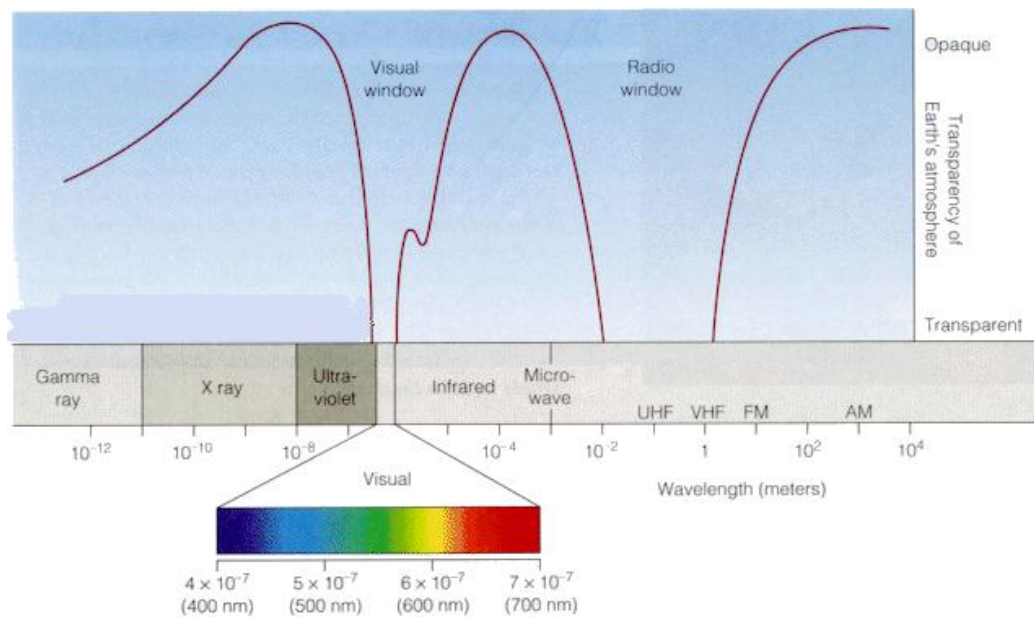 Opaque
Visual
window
Radio
window
Transparency of
Earth's atmosphere
Transparent
Gamma
ray
X ray
Ultra-
violet
Infrared
Micro-
wave
UHF VHF FM AM
10⁻¹² 10⁻¹⁰ 10⁻⁸ 10⁻⁴ 10⁻² 1 10² 10⁴
Visual
Wavelength (meters)
4 × 10⁻⁷ 5 × 10⁻⁷ 6 × 10⁻⁷ 7 × 10⁻⁷
(400 nm) (500 nm) (600 nm) (700 nm)